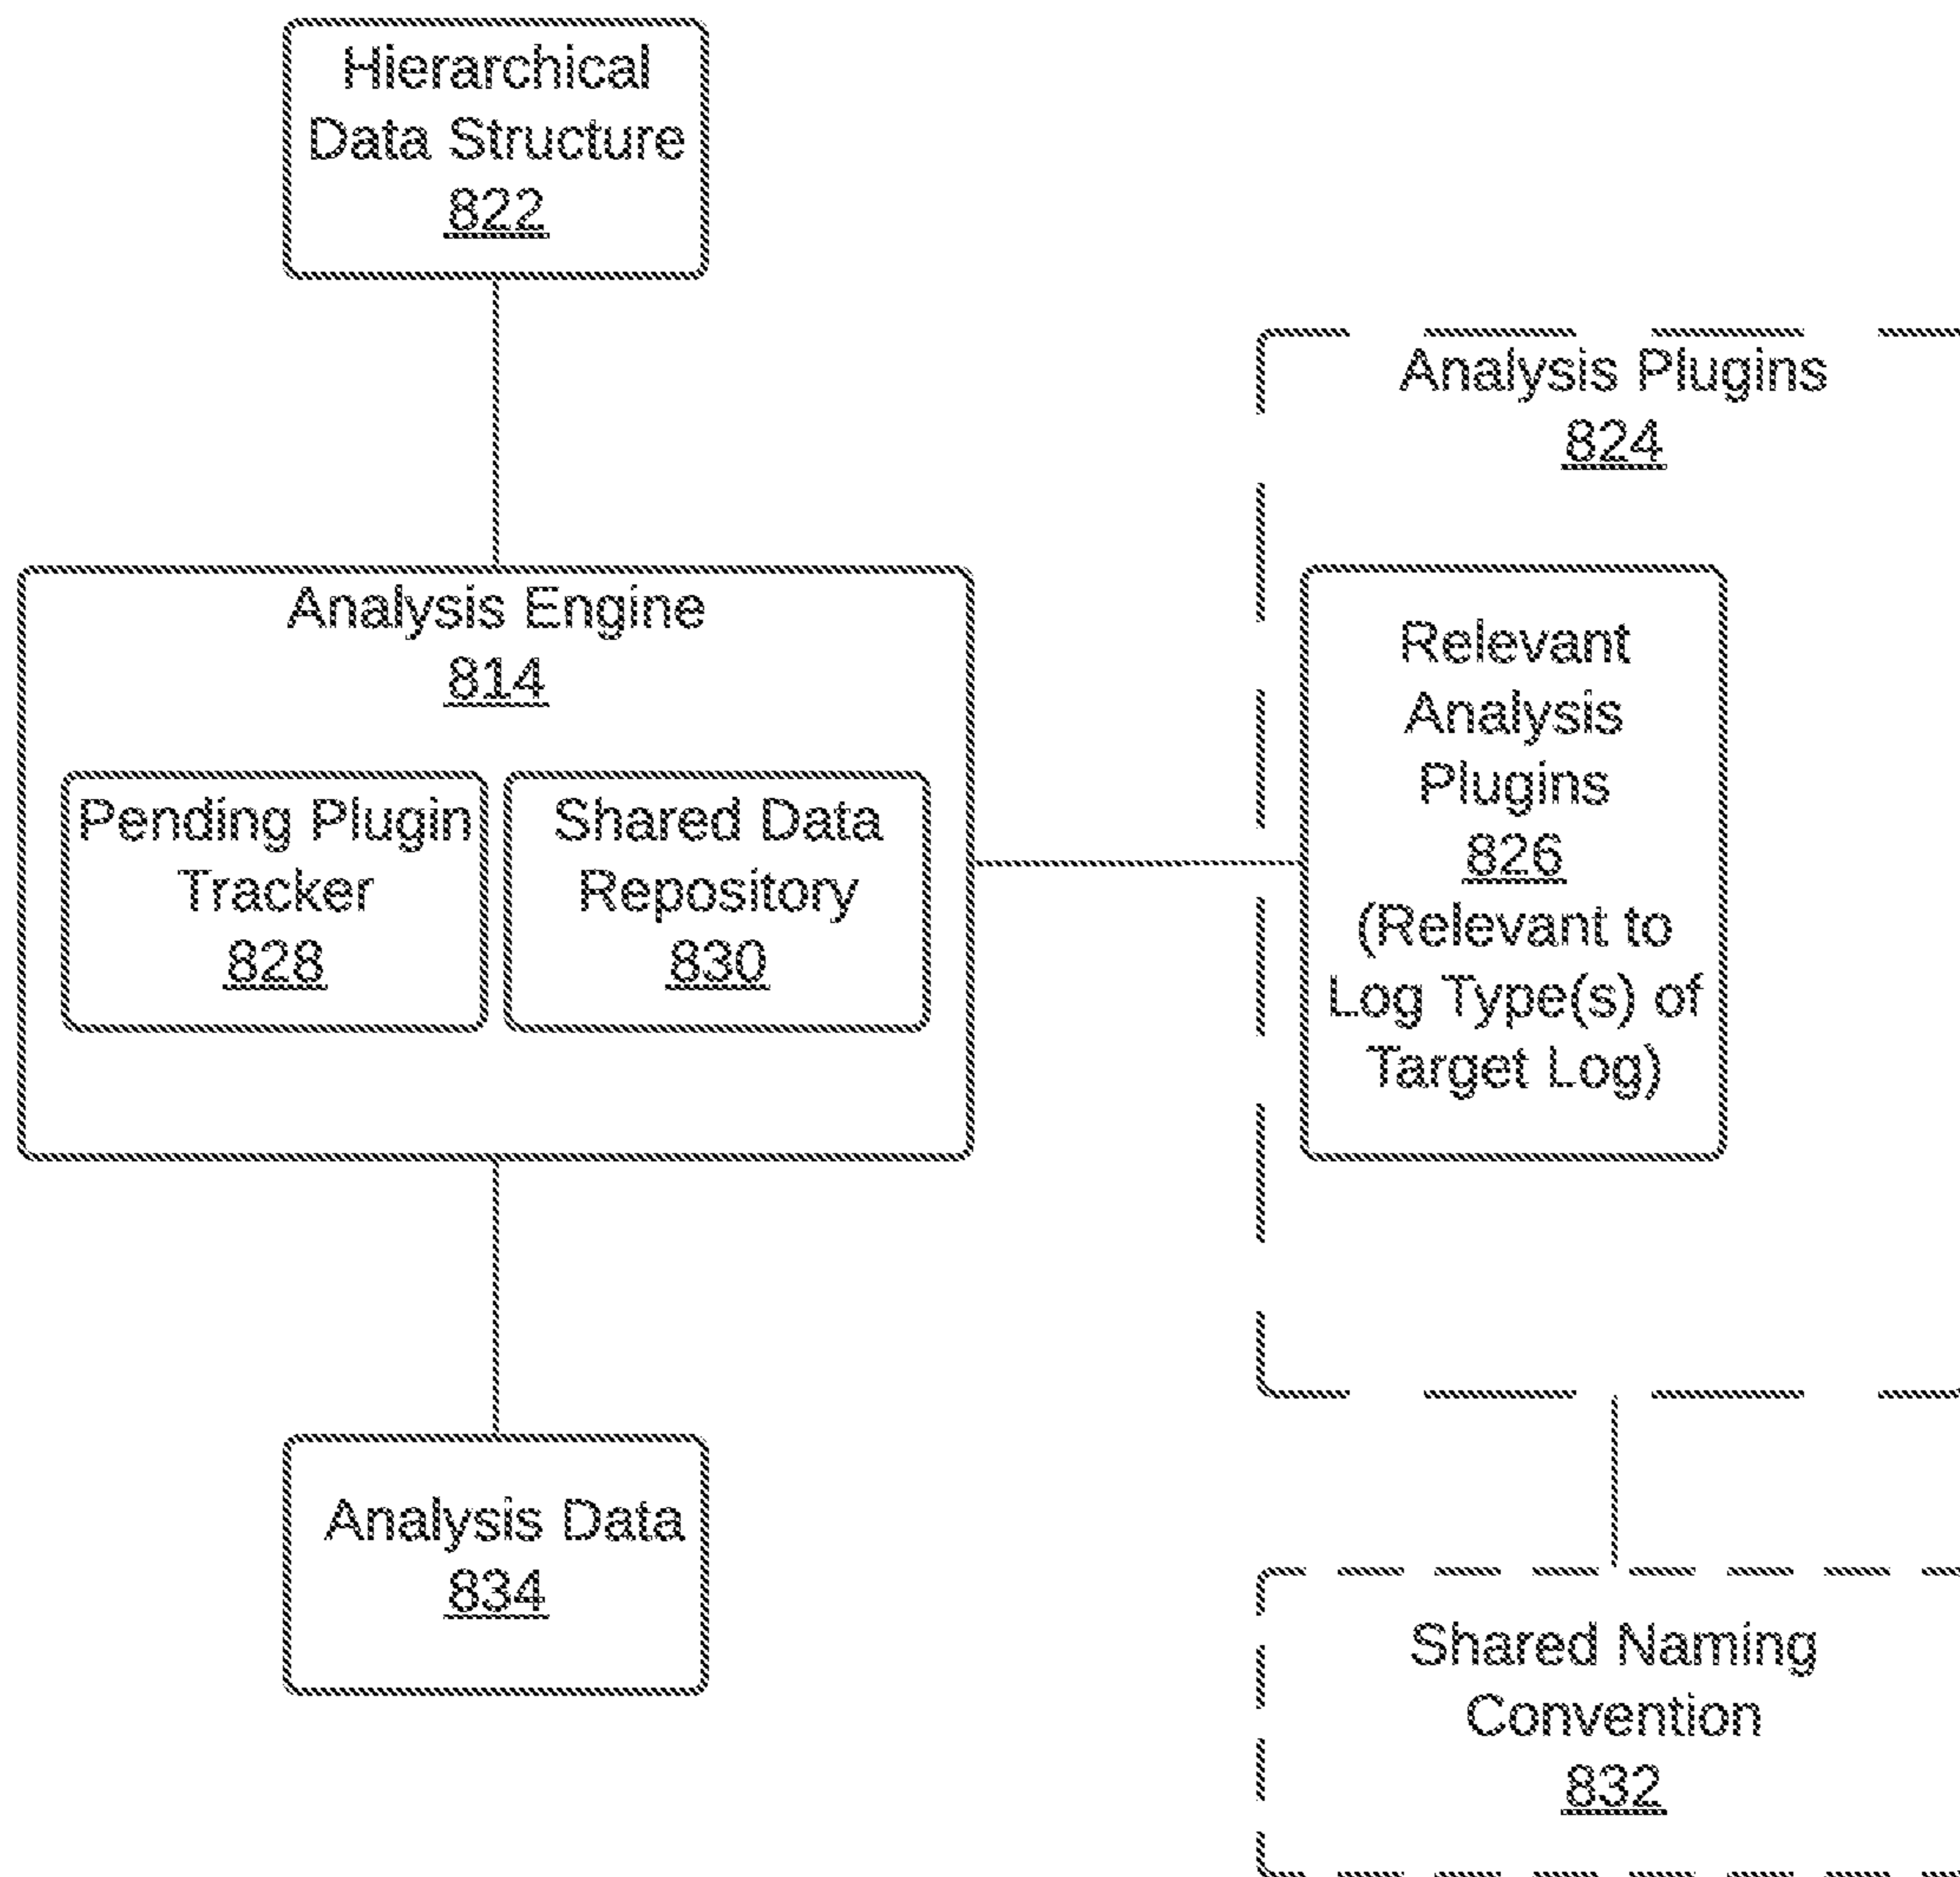 Hierarchical
Data Structure
822
Analysis Plugins
824
Analysis Engine
814
Pending Plugin
Tracker
828
Shared Data
Repository
830
Relevant
Analysis
Plugins
826
(Relevant to
Log Type(s) of
Target Log)
Analysis Data
834
Shared Naming
Convention
832